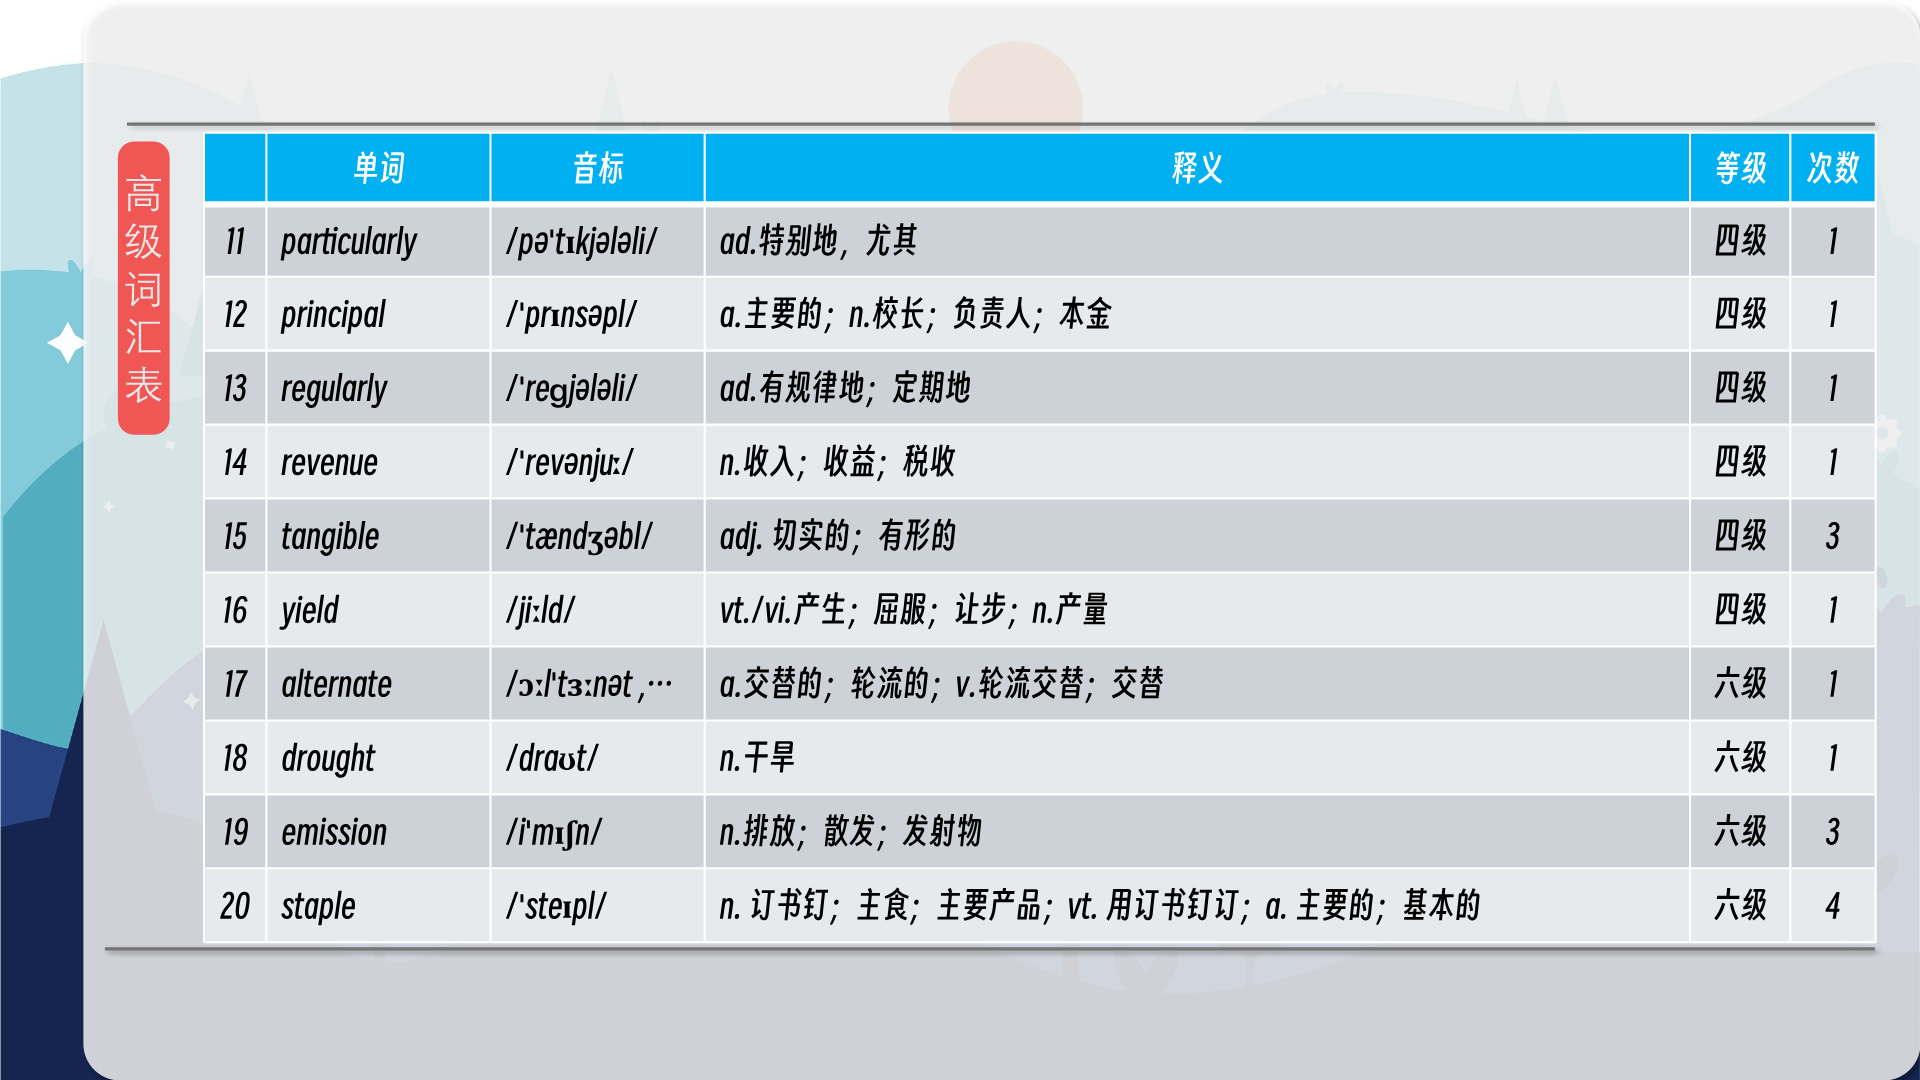 高级词汇表
单词 音标 释义 等级 次数
11 particularly /pə'tɪkjələli/ ad.特别地，尤其 四级 1
12 principal /'prɪnsəpl/ a.主要的；n.校长；负责人；本金 四级 1
13 regularly /'reɡjələli/ ad.有规律地；定期地 四级 1
14 revenue /'revənjuː/ n.收入；收益；税收 四级 1
15 tangible /'tændʒəbl/ adj. 切实的；有形的 四级 3
16 yield /jiːld/ vt./vi.产生；屈服；让步；n.产量 四级 1
17 alternate /ɔːl'tɜːnət ,… a.交替的；轮流的；v.轮流交替；交替 六级 1
18 drought /draʊt/ n.干旱 六级 1
19 emission /i'mɪʃn/ n.排放；散发；发射物 六级 3
20 staple /'steɪpl/ n. 订书钉；主食；主要产品；vt. 用订书钉订；a. 主要的；基本的 六级 4